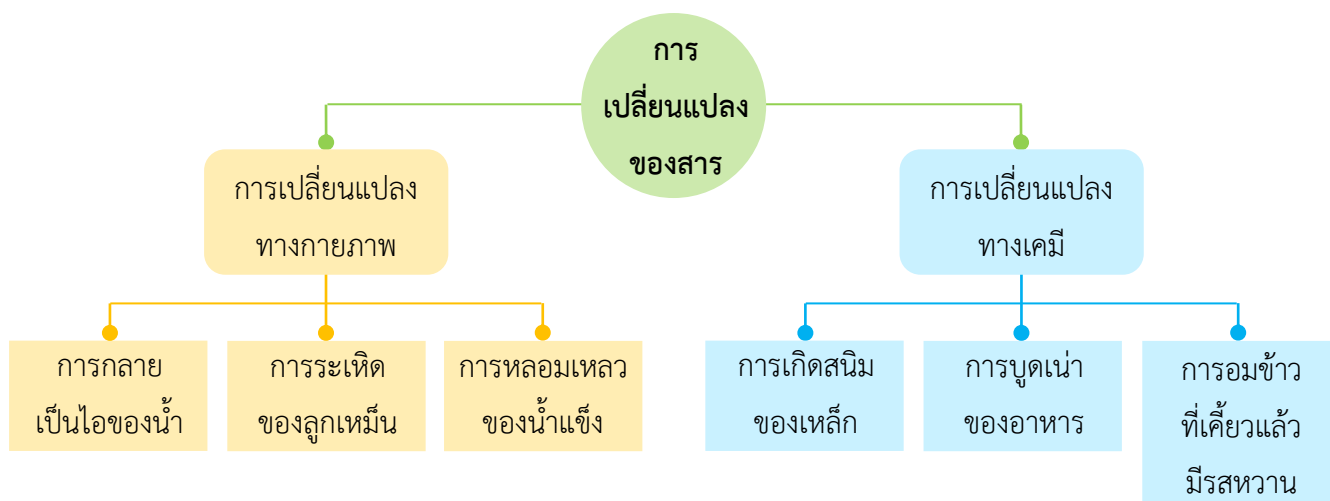 การ
เปลี่ยนแปลง
ของสาร
การเปลี่ยนแปลง
ทางกายภาพ
การเปลี่ยนแปลง
ทางเคมี
การกลาย
เป็นไอของน้ำ
การระเหิด
ของลูกเหม็น
การหลอมเหลว
ของน้ำแข็ง
การเกิดสนิม
ของเหล็ก
การบูดเน่า
ของอาหาร
การอมข้าว
ที่เคี้ยวแล้ว
มีรสหวาน